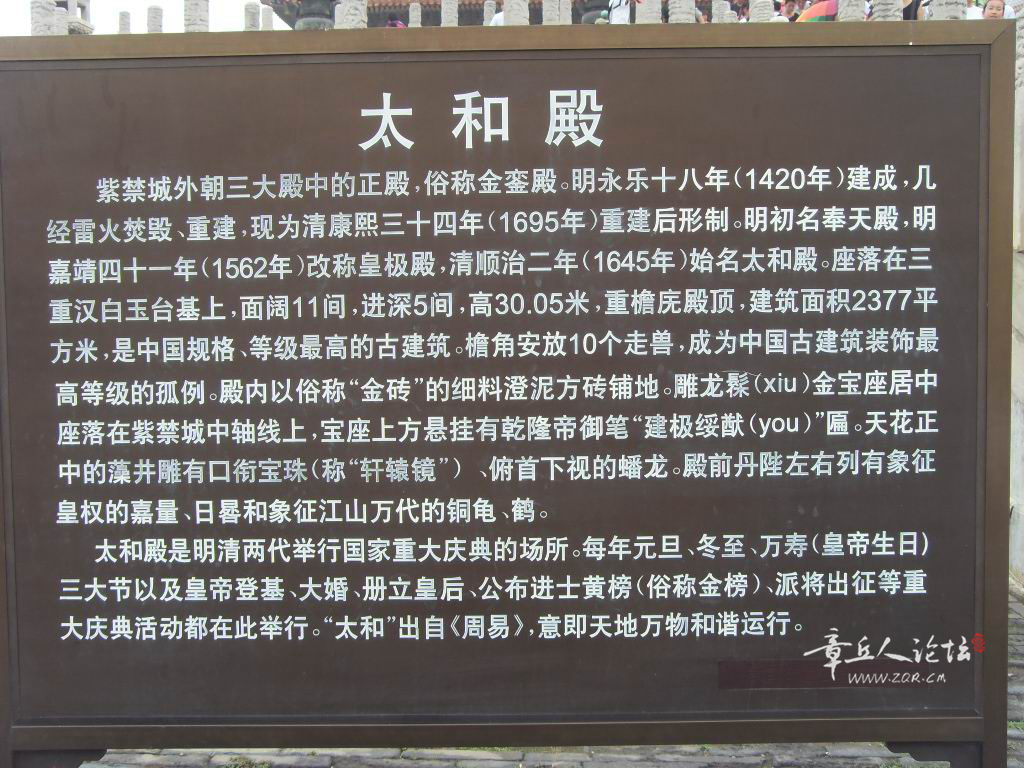 太和殿
紫禁城外朝三大殿中的正殿，俗称金銮殿。明永乐十八年（1420年）建成，几
经雷火焚毁、重建，现为清康熙三十四年（1695年）重建后形制。明初名奉天殿，明
嘉靖四十一年（1562年）改称皇极殿，清顺治二年（1645年）始名太和殿。座落在三
重汉白玉台基上，面阔11间，进深5间，高30.05米，重檐庑殿顶，建筑面积2377平
方米，是中国规格、等级最高的古建筑。檐角安放10个走兽，成为中国古建筑装饰最
高等级的孤例。殿内以俗称“金砖”的细料澄泥方砖铺地。雕龙髹（xiu）金宝座居中
座落在紫禁城中轴线上，宝座上方悬挂有乾隆帝御笔“建极绥猷（you）”匾。天花正
中的藻井雕有口衔宝珠（称“轩辕镜”）、俯首下视的蟠龙。殿前丹陛左右列有象征
皇权的嘉量、日晷和象征江山万代的铜龟、鹤。
太和殿是明清两代举行国家重大庆典的场所。每年元旦、冬至、万寿（皇帝生日）
三大节以及皇帝登基、大婚、册立皇后、公布进士黄榜（俗称金榜）、派将出征等重
大庆典活动都在此举行。“太和”出自《周易》，意即天地万物和谐运行。
章丘人论坛
WWW.ZQR.CM